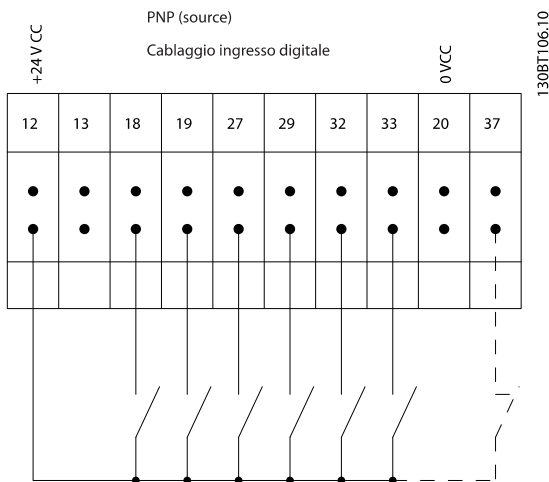 PNP (source)
Cablaggio ingresso digitale
+24 V CC
0 VCC
130BT106.10
12 13 18 19 27 29 32 33 20 37